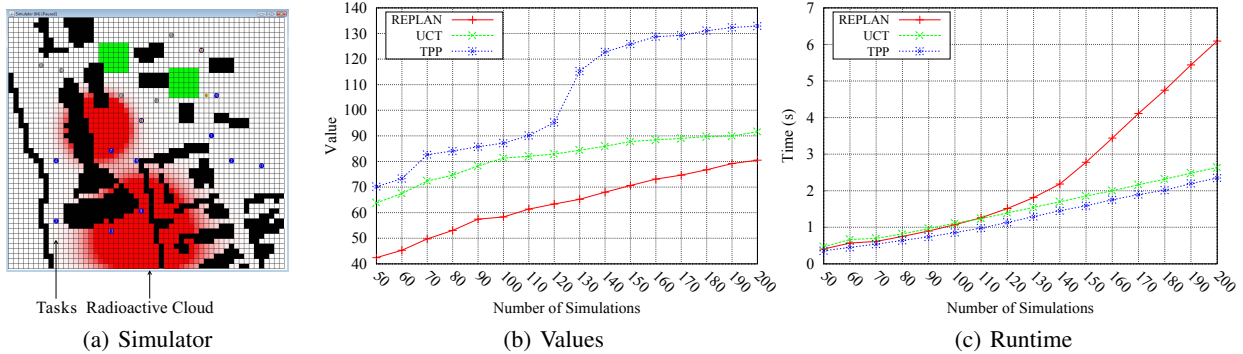 Simulator [M] [Paused]
Tasks Radioactive Cloud
(a) Simulator
140
130
120
110
100
90
80
70
60
50
40
Value
REPLAN
UCT
TPP
50 60 70 80 90 100 110 120 130 140 150 160 170 180 190 200
Number of Simulations
(b) Values
7
6
5
4
3
2
1
0
Time (s)
REPLAN
UCT
TPP
50 60 70 80 90 100 110 120 130 140 150 160 170 180 190 200
Number of Simulations
(c) Runtime